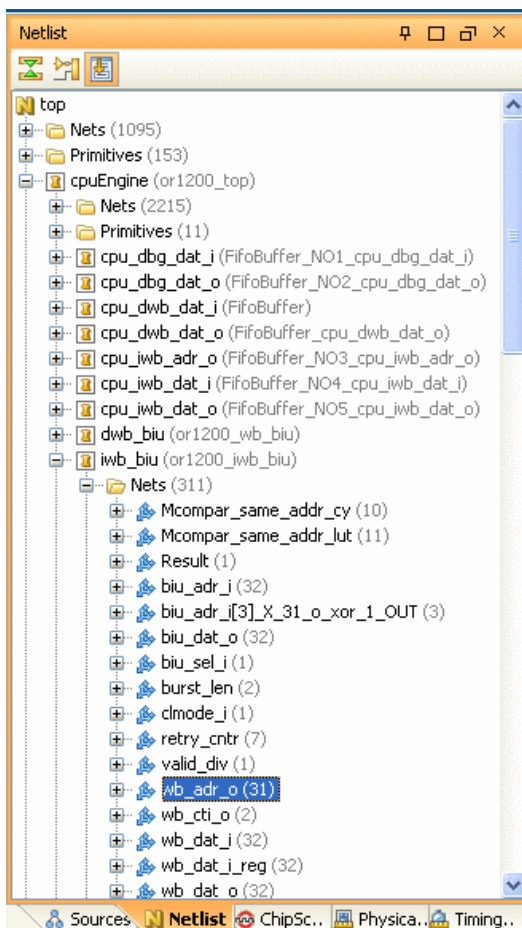 Netlist
top
Nets (1095)
Primitives (153)
cpuEngine (or1200_top)
Nets (2215)
Primitives (11)
cpu_dbg_dat_i (FifoBuffer_NO1_cpu_dbg_dat_i)
cpu_dbg_dat_o (FifoBuffer_NO2_cpu_dbg_dat_o)
cpu_dwb_dat_i (FifoBuffer)
cpu_dwb_dat_o (FifoBuffer_cpu_dwb_dat_o)
cpu_iwb_adr_o (FifoBuffer_NO3_cpu_iwb_adr_o)
cpu_iwb_dat_i (FifoBuffer_NO4_cpu_iwb_dat_i)
cpu_iwb_dat_o (FifoBuffer_NO5_cpu_iwb_dat_o)
dwb_biu (or1200_wb_biu)
iwb_biu (or1200_iwb_biu)
Nets (311)
Mcompar_same_addr_cy (10)
Mcompar_same_addr_lut (11)
Result (1)
biu_adr_i (32)
biu_adr_i[3]_X_31_o_xor_1_OUT (3)
biu_dat_o (32)
biu_sel_i (1)
burst_len (2)
clmode_i (1)
retry_cntr (7)
valid_div (1)
wb_adr_o (31)
wb_cti_o (2)
wb_dat_i (32)
wb_dat_i_reg (32)
wb_dat_o (32)
Sources Netlist ChipSc.. Physica.. Timing..